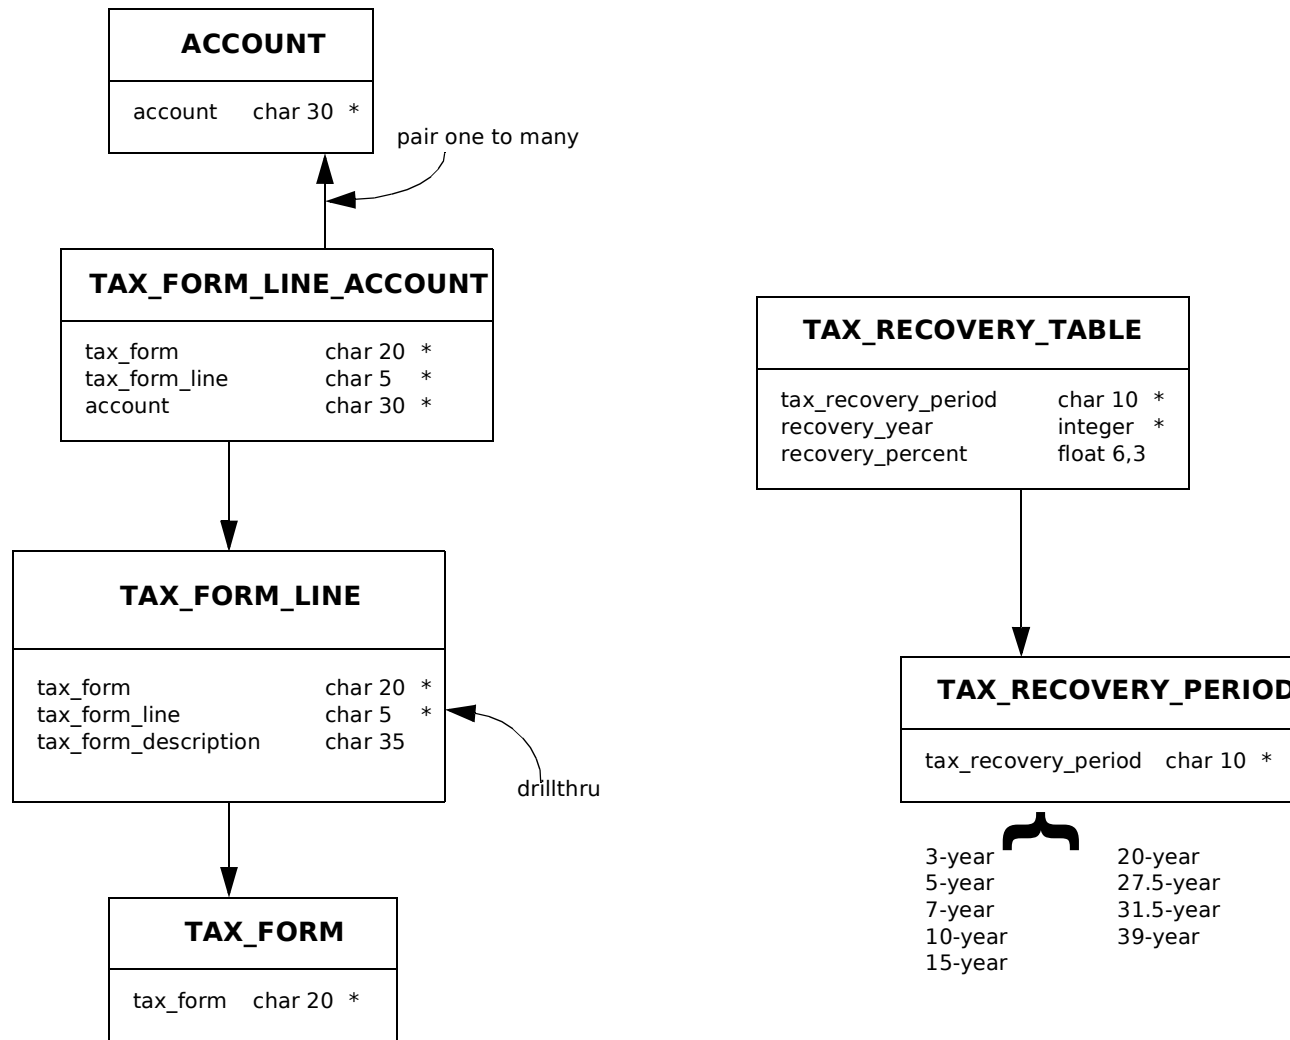 ACCOUNT
account char 30 *
pair one to many
TAX_FORM_LINE_ACCOUNT
tax_form char 20 *
tax_form_line char 5 *
account char 30 *
TAX_FORM_LINE
tax_form char 20 *
tax_form_line char 5 *
tax_form_description char 35
drillthru
TAX_FORM
tax_form char 20 *
TAX_RECOVERY_TABLE
tax_recovery_period char 10 *
recovery_year integer *
recovery_percent float 6,3
TAX_RECOVERY_PERIOD
tax_recovery_period char 10 *
3-year
5-year
7-year
10-year
15-year
20-year
27.5-year
31.5-year
39-year